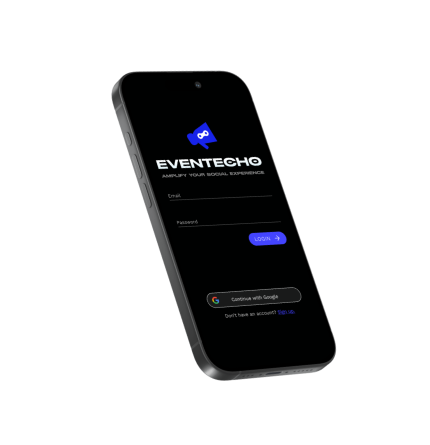 EVENTECHO
AMPLIFY YOUR SOCIAL EXPERIENCE
Email
Password
LOGIN
Continue with Google
Don't have an account? Sign up.